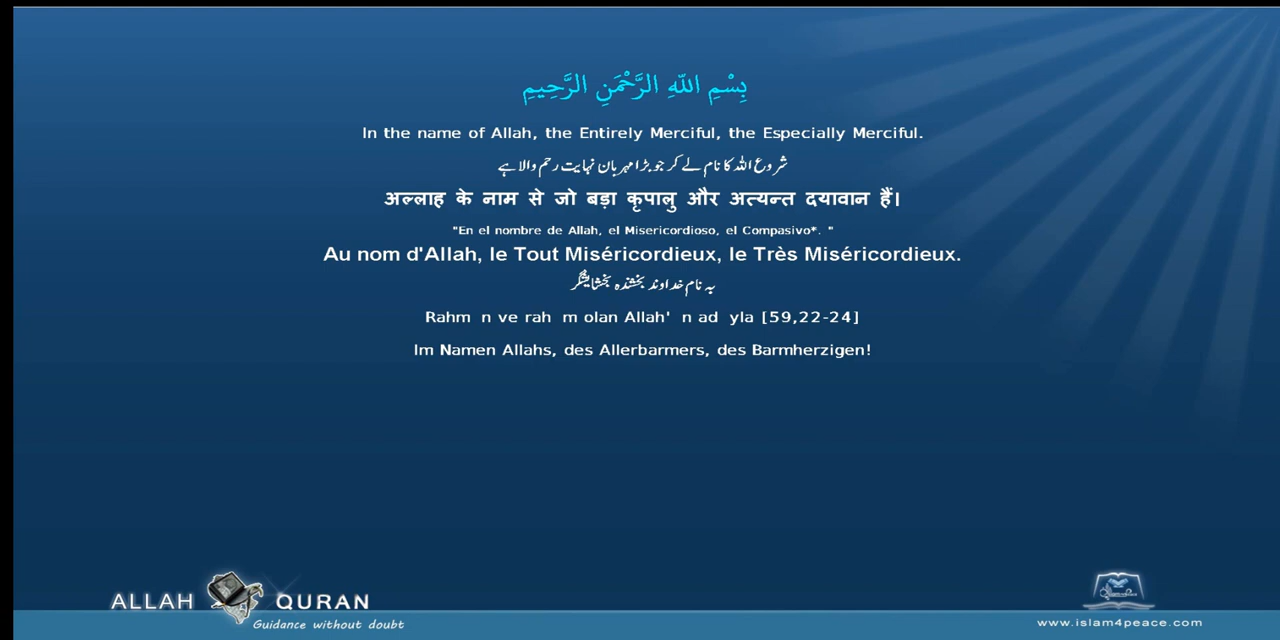 بِسْمِ اللّهِ الرَّحْمَنِ الرَّحِيمِ
In the name of Allah, the Entirely Merciful, the Especially Merciful.
شروع اللہ کا نام لے کر جو بڑا مہربان نہایت رحم والا ہے
अल्लाह के नाम से जो बड़ा कृपालु और अत्यन्त दयावान हैं।
"En el nombre de Allah, el Misericordioso, el Compasivo*. "
Au nom d'Allah, le Tout Miséricordieux, le Très Miséricordieux.
به نام خداوند بخشنده بخشایشگر
Rahm n ve rah m olan Allah' n ad yla [59,22-24]
Im Namen Allahs, des Allerbarmers, des Barmherzigen!
ALLAH QURAN
Guidance without doubt
www.islam4peace.com